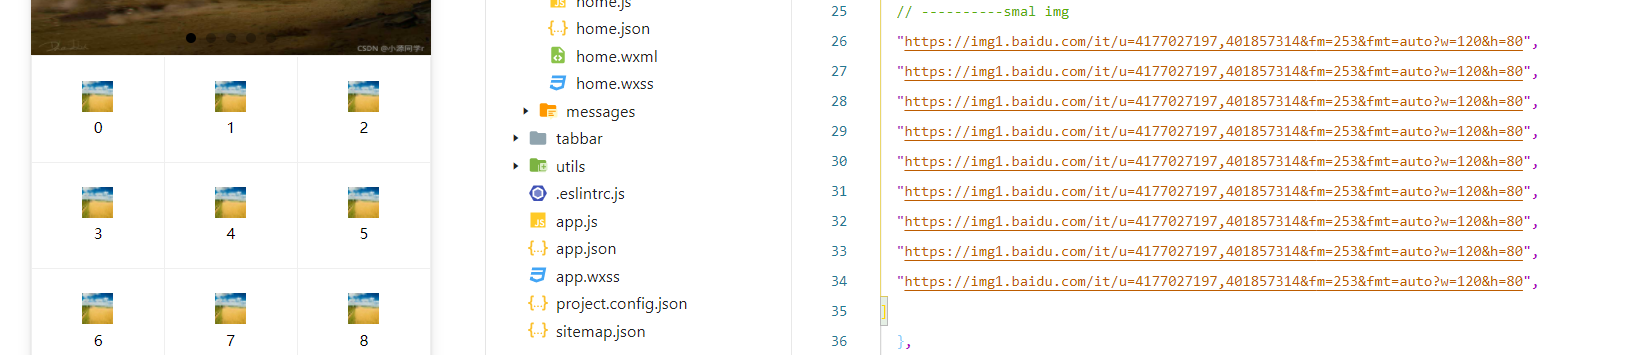 CSDN @小源同学r
0
1
2
3
4
5
6
7
8
home.js
home.json
home.wxml
home.wxss
messages
tabbar
utils
.eslintrc.js
app.js
app.json
app.wxss
project.config.json
sitemap.json
25 // ----------smal img
26 "https://img1.baidu.com/it/u=4177027197,401857314&fm=253&fmt=auto?w=120&h=80",
27 "https://img1.baidu.com/it/u=4177027197,401857314&fm=253&fmt=auto?w=120&h=80",
28 "https://img1.baidu.com/it/u=4177027197,401857314&fm=253&fmt=auto?w=120&h=80",
29 "https://img1.baidu.com/it/u=4177027197,401857314&fm=253&fmt=auto?w=120&h=80",
30 "https://img1.baidu.com/it/u=4177027197,401857314&fm=253&fmt=auto?w=120&h=80",
31 "https://img1.baidu.com/it/u=4177027197,401857314&fm=253&fmt=auto?w=120&h=80",
32 "https://img1.baidu.com/it/u=4177027197,401857314&fm=253&fmt=auto?w=120&h=80",
33 "https://img1.baidu.com/it/u=4177027197,401857314&fm=253&fmt=auto?w=120&h=80",
34 "https://img1.baidu.com/it/u=4177027197,401857314&fm=253&fmt=auto?w=120&h=80",
35 ]
36 },